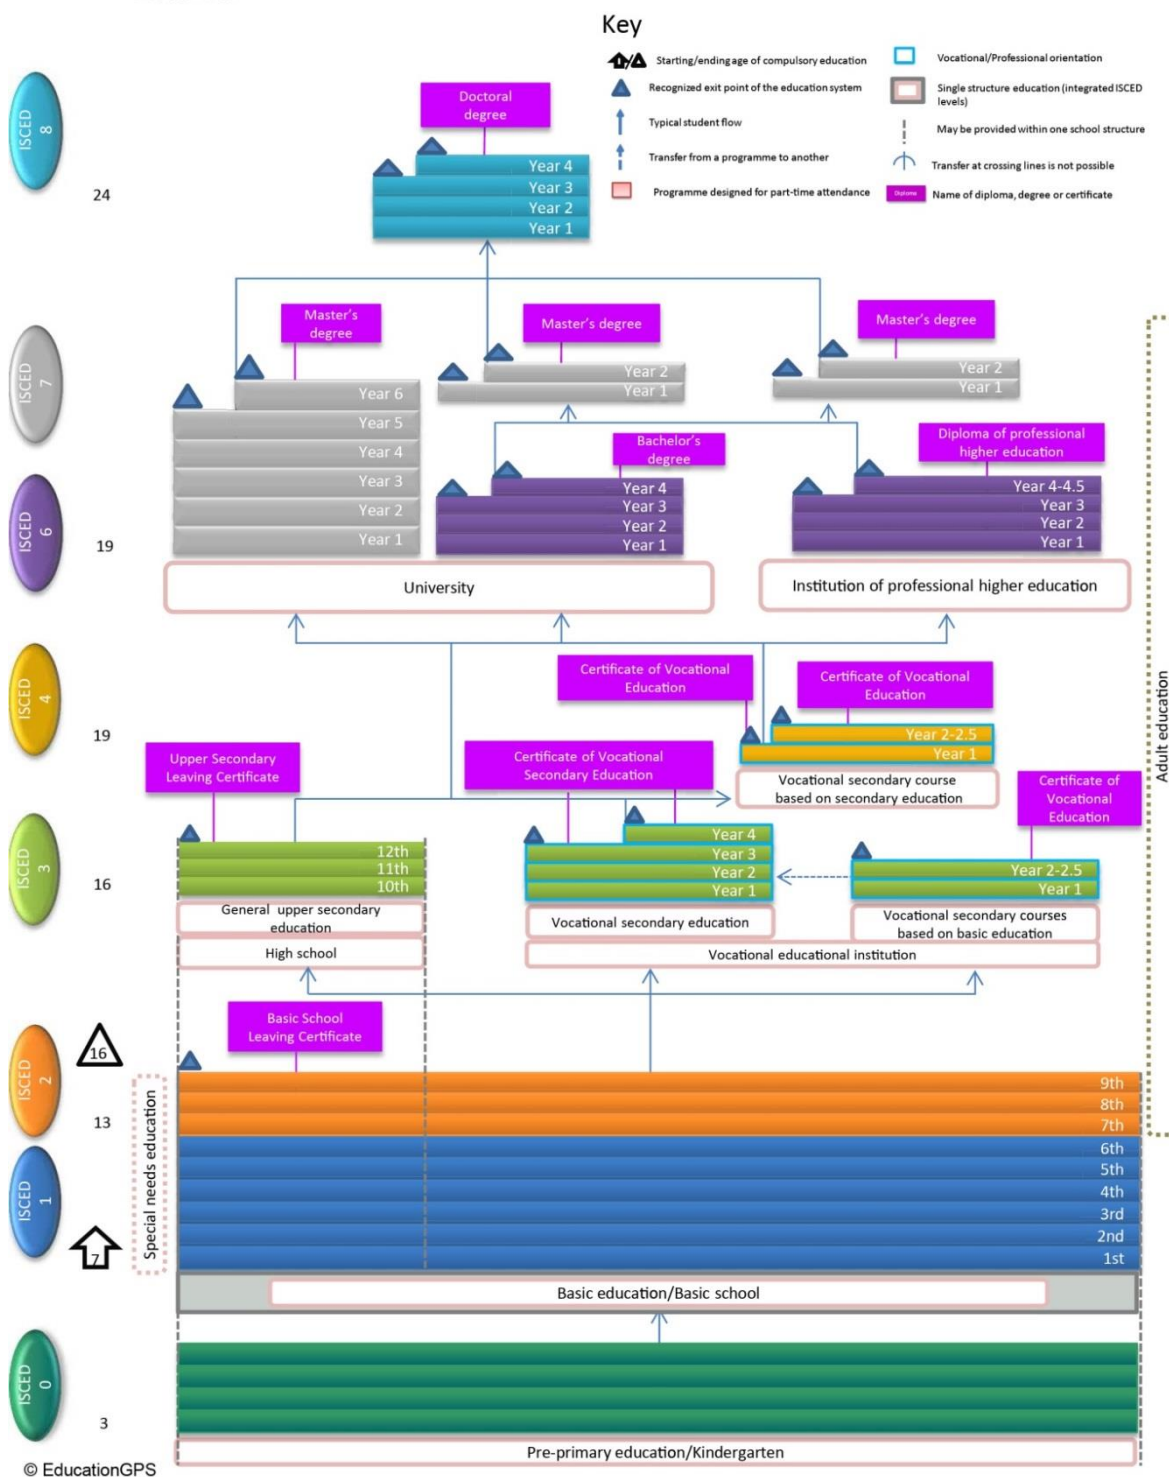 Key
Starting/ending age of compulsory education
Recognized exit point of the education system
Typical student flow
Transfer from a programme to another
Programme designed for part-time attendance
Vocational/Professional orientation
Single structure education (integrated ISCED
levels)
May be provided within one school structure
Transfer at crossing lines is not possible
Diploma
Name of diploma, degree or certificate
ISCED
8
24
Doctoral
degree
Year 4
Year 3
Year 2
Year 1
ISCED
7
Master's
degree
Year 6
Year 5
Year 4
Year 3
Year 2
Year 1
Master's degree
Year 2
Year 1
Master's degree
Year 2
Year 1
ISCED
6
19
Bachelor's
degree
Year 4
Year 3
Year 2
Year 1
Diploma of professional
higher education
Year 4-4.5
Year 3
Year 2
Year 1
University
Institution of professional higher education
Adult education
ISCED
4
19
Certificate of Vocational
Education
Certificate of Vocational
Education
Year 2-2.5
Year 1
Vocational secondary course
based on secondary education
ISCED
3
16
Upper Secondary
Leaving Certificate
12th
11th
10th
General upper secondary
education
High school
Certificate of Vocational
Secondary Education
Year 4
Year 3
Year 2
Year 1
Vocational secondary education
Certificate of
Vocational
Education
Year 2-2.5
Year 1
Vocational secondary courses
based on basic education
Vocational educational institution
ISCED
2
16
13
Basic School
Leaving Certificate
Special needs education
9th
8th
7th
ISCED
1
7
6th
5th
4th
3rd
2nd
1st
Basic education/Basic school
ISCED
0
3
Pre-primary education/Kindergarten
© EducationGPS